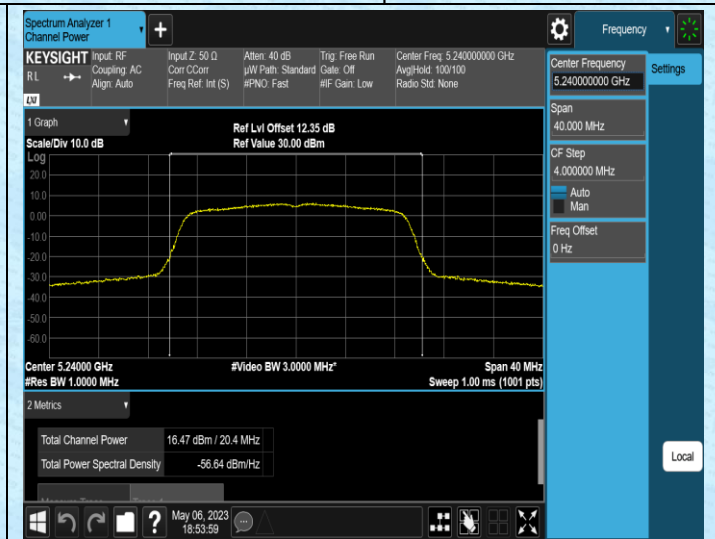 Spectrum Analyzer 1
Channel Power
+
Frequency
KEYSIGHT
RL
LXI
Input: RF
Coupling: AC
Align: Auto
Input Z: 50 Ω
Corr CCorr
Freq Ref: Int (S)
Atten: 40 dB
µW Path: Standard
#PNO: Fast
Trig: Free Run
Gate: Off
#IF Gain: Low
Center Freq: 5.240000000 GHz
Avg|Hold: 100/100
Radio Std: None
Center Frequency
5.240000000 GHz
Settings
Span
40.000 MHz
CF Step
4.000000 MHz
Auto
Man
Freq Offset
0 Hz
1 Graph
Scale/Div 10.0 dB
Ref Lvl Offset 12.35 dB
Ref Value 30.00 dBm
Log
20.0
10.0
0.00
-10.0
-20.0
-30.0
-40.0
-50.0
-60.0
Center 5.24000 GHz
#Res BW 1.0000 MHz
#Video BW 3.0000 MHz*
Span 40 MHz
Sweep 1.00 ms (1001 pts)
2 Metrics
Total Channel Power 16.47 dBm / 20.4 MHz
Total Power Spectral Density -56.64 dBm/Hz
Local
?
May 06, 2023
18:53:59